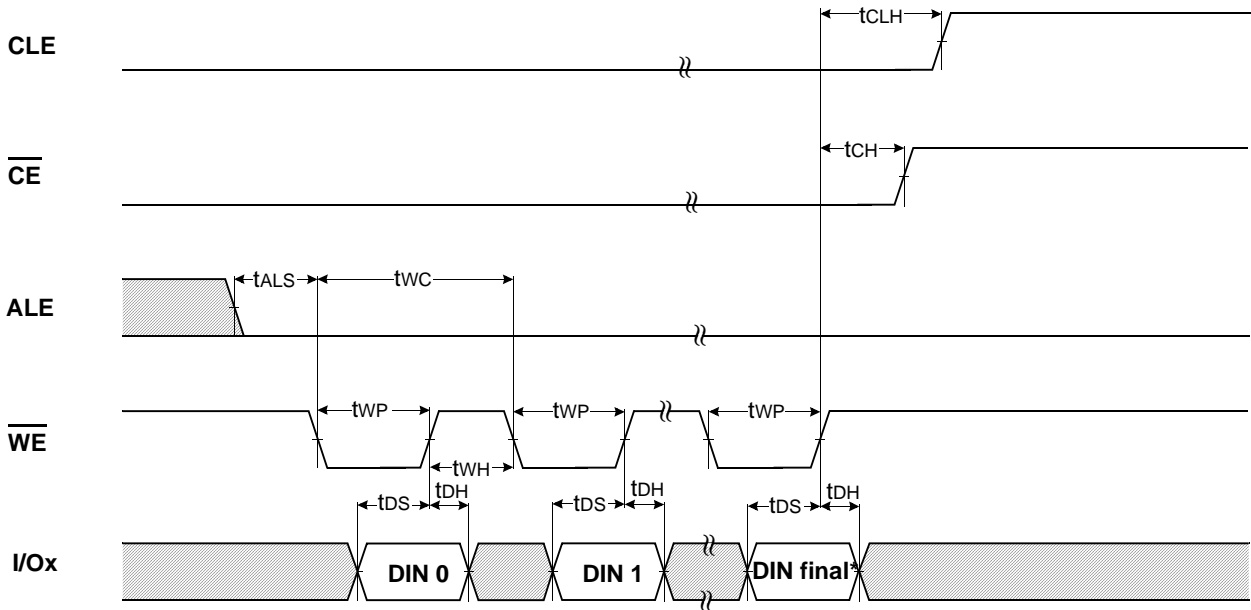 tCLH
CLE
tCH
CE
tALS
tWC
ALE
tWP
tWP
tWP
WE
tWH
tDS
tDH
tDS
tDH
tDS
tDH
I/Ox
DIN 0
DIN 1
DIN final*